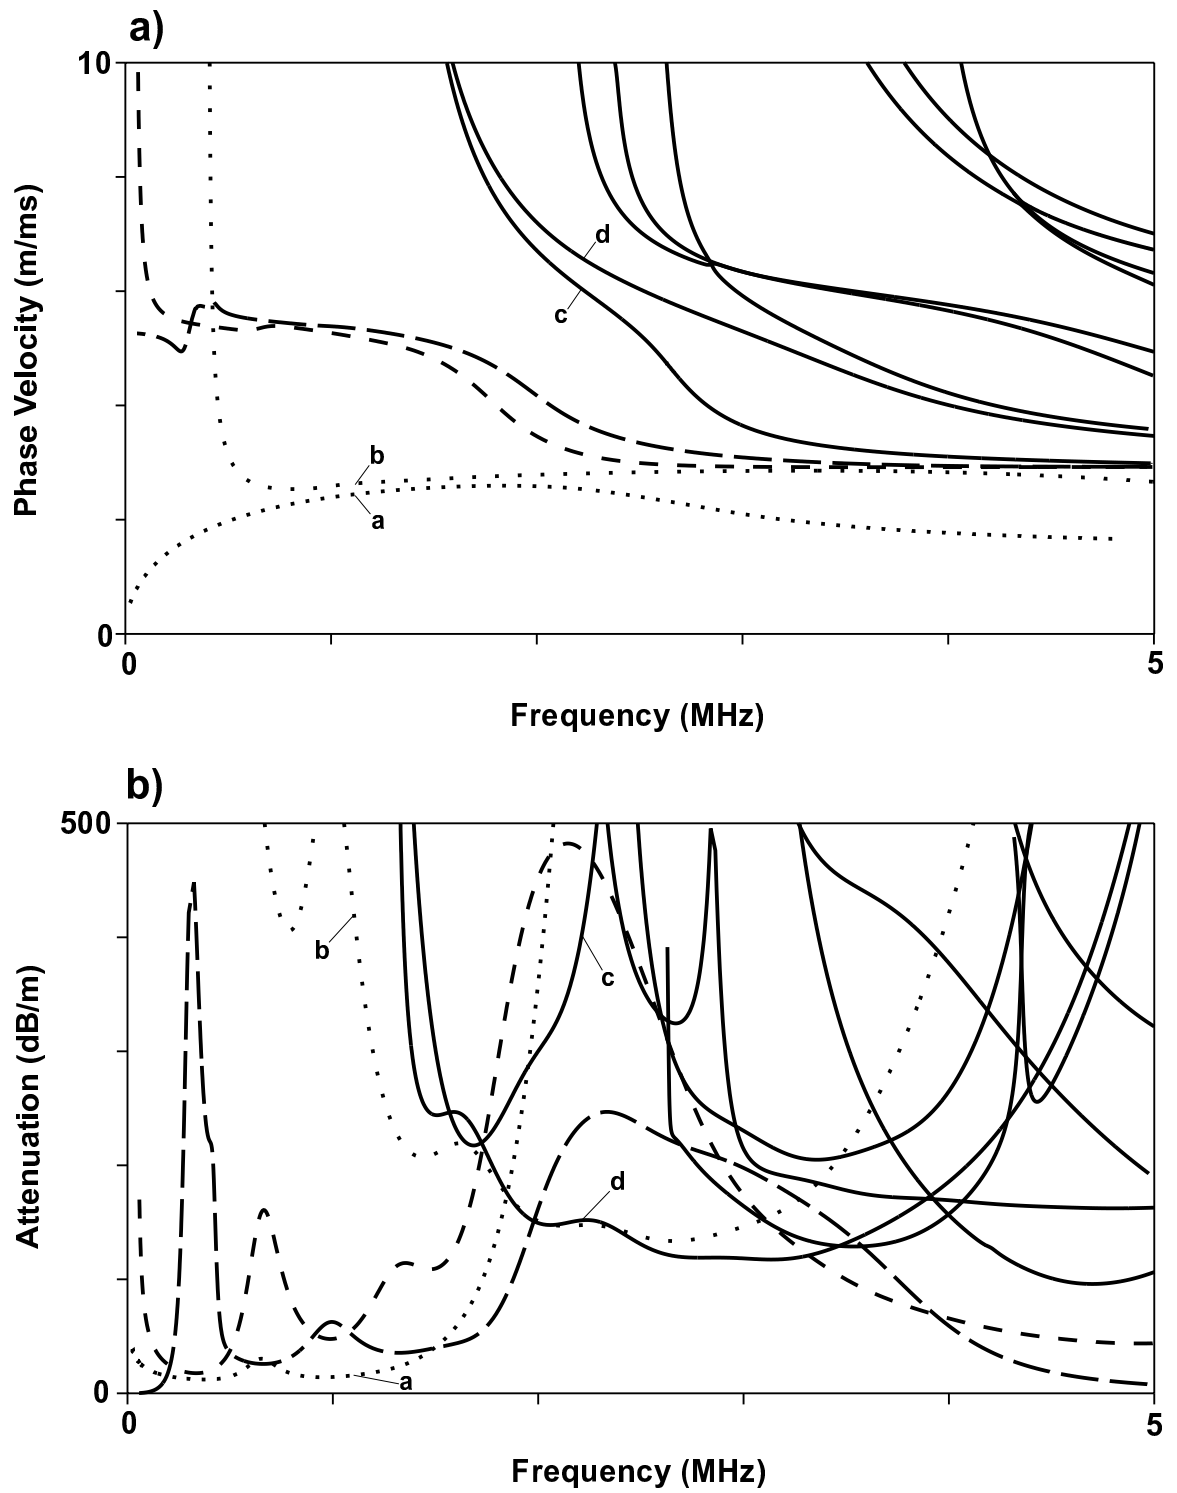 a)
10
d
c
Phase Velocity (m/ms)
b
a
0
0
5
Frequency (MHz)
b)
500
b
c
Attenuation (dB/m)
d
a
0
0
5
Frequency (MHz)